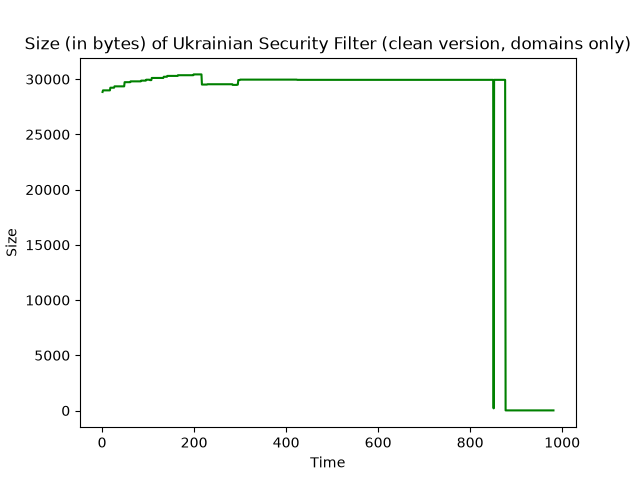 Size (in bytes) of Ukrainian Security Filter (clean version, domains only)
30000
25000
20000
15000
10000
5000
0
Size
0 200 400 600 800 1000
Time